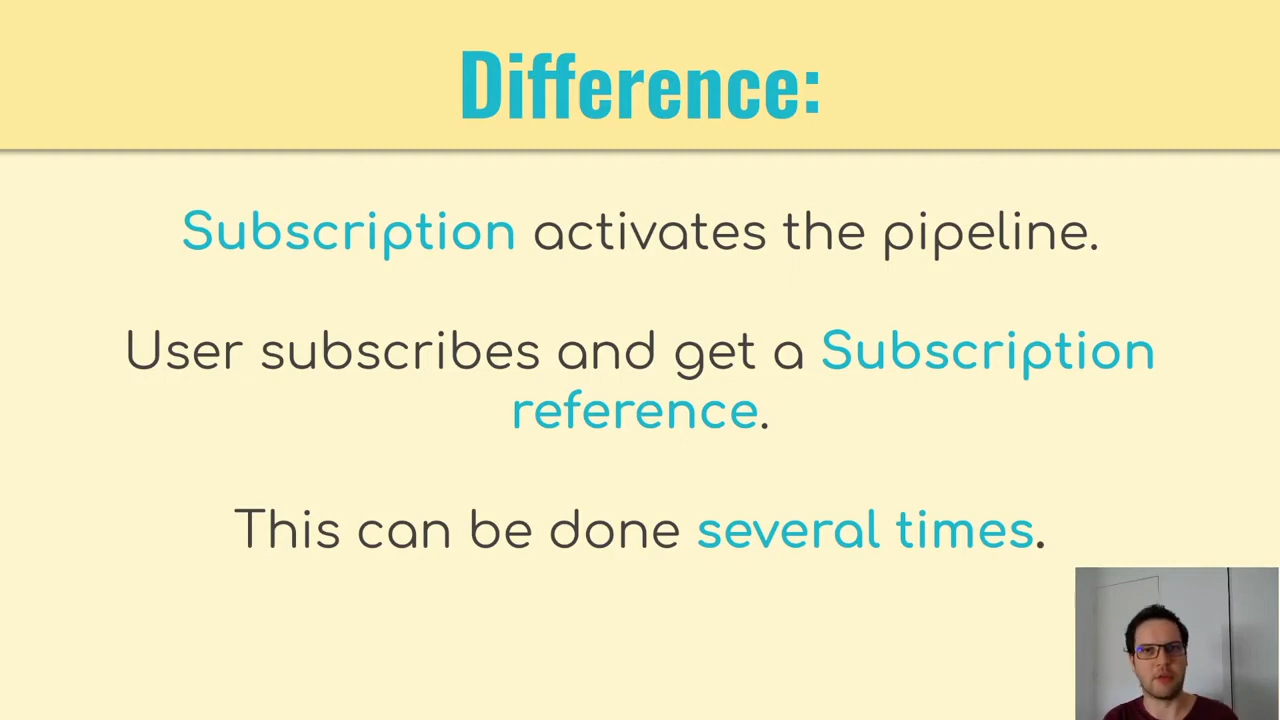 Difference:
Subscription activates the pipeline.
User subscribes and get a Subscription
reference.
This can be done several times.